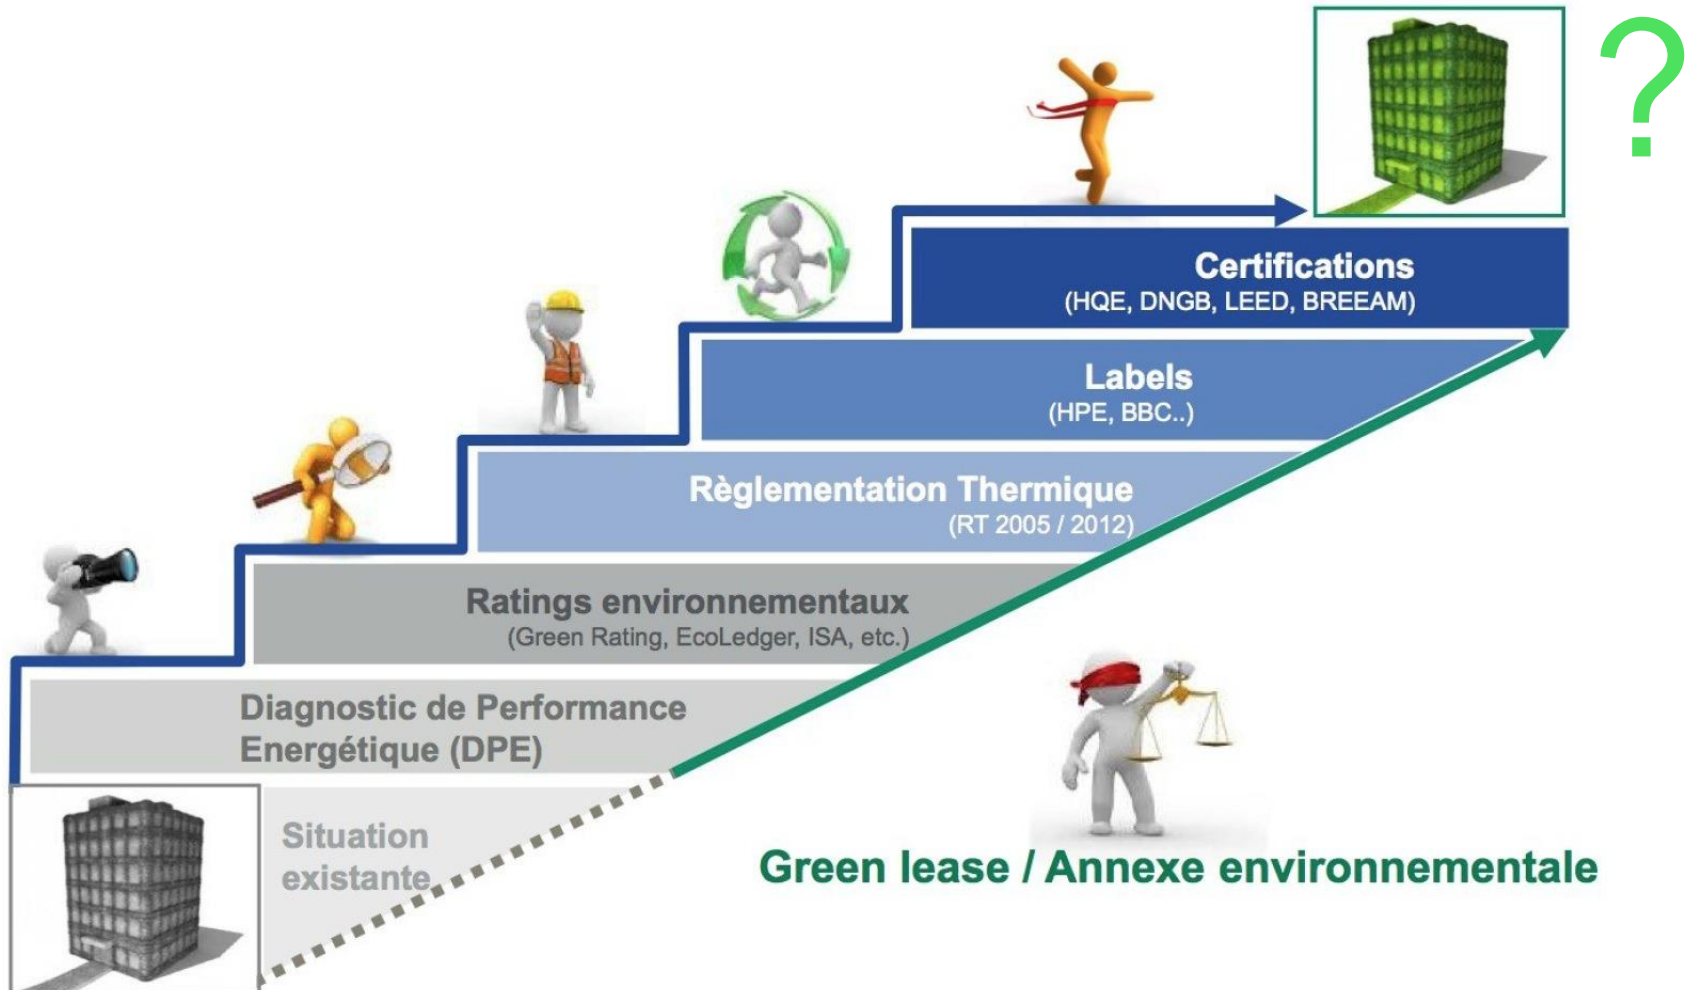 ?
Certifications
(HQE, DNGB, LEED, BREEAM)
Labels
(HPE, BBC..)
Règlementation Thermique
(RT 2005 / 2012)
Ratings environnementaux
(Green Rating, EcoLedger, ISA, etc.)
Diagnostic de Performance
Energétique (DPE)
Situation
existante
Green lease / Annexe environnementale